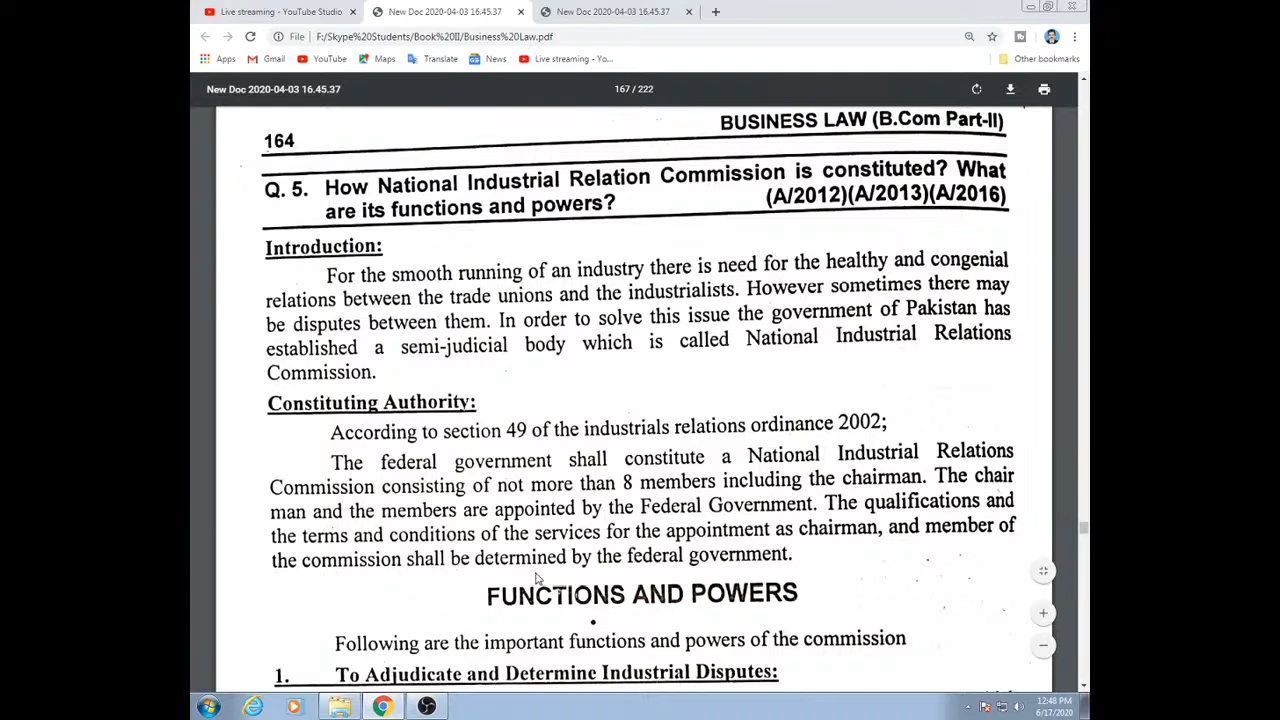 Live streaming - YouTube Studio
New Doc 2020-04-03 16.45.37
New Doc 2020-04-03 16.45.37
File
F:/Skype%20Students/Book%20II/Business%20Law.pdf
Apps
Gmail
YouTube
Maps
Translate
News
Live streaming - Yo...
Other bookmarks
New Doc 2020-04-03 16.45.37
167 / 222
164
BUSINESS LAW (B.Com Part-II)
Q. 5. How National Industrial Relation Commission is constituted? What
are its functions and powers? (A/2012)(A/2013)(A/2016)
Introduction:
For the smooth running of an industry there is need for the healthy and congenial
relations between the trade unions and the industrialists. However sometimes there may
be disputes between them. In order to solve this issue the government of Pakistan has
established a semi-judicial body which is called National Industrial Relations
Commission.
Constituting Authority:
According to section 49 of the industrials relations ordinance 2002;
The federal government shall constitute a National Industrial Relations
Commission consisting of not more than 8 members including the chairman. The chair
man and the members are appointed by the Federal Government. The qualifications and
the terms and conditions of the services for the appointment as chairman, and member of
the commission shall be determined by the federal government.
FUNCTIONS AND POWERS
Following are the important functions and powers of the commission
1. To Adjudicate and Determine Industrial Disputes:
12:48 PM
6/17/2020